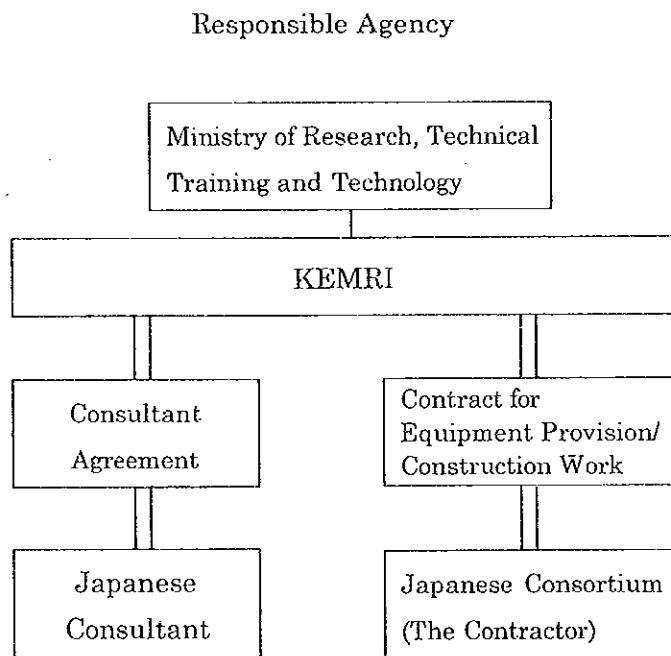 Responsible Agency
Ministry of Research, Technical
Training and Technology
KEMRI
Consultant
Agreement
Contract for
Equipment Provision/
Construction Work
Japanese
Consultant
Japanese Consortium
(The Contractor)